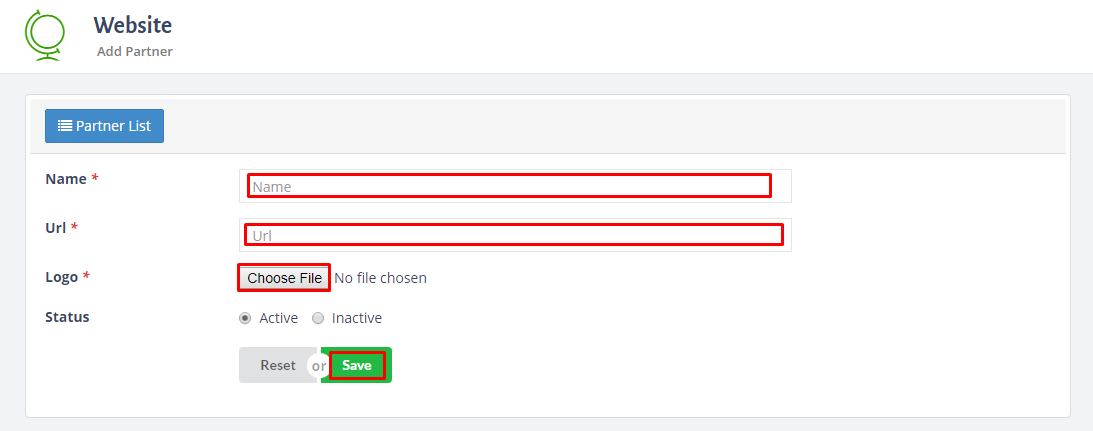 Website
Add Partner
Partner List
Name *
Name
Url *
Url
Logo *
Choose File No file chosen
Status
Active Inactive
Reset or Save